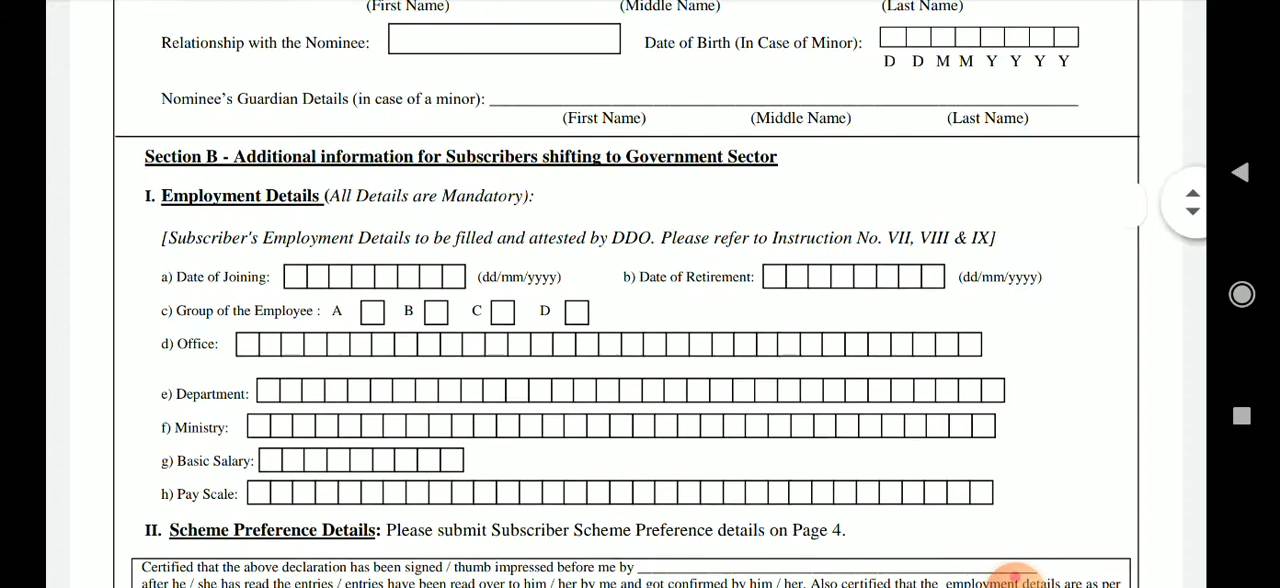 (First Name) (Middle Name) (Last Name)
Relationship with the Nominee: Date of Birth (In Case of Minor):
D D M M Y Y Y Y
Nominee’s Guardian Details (in case of a minor):
(First Name) (Middle Name) (Last Name)
Section B - Additional information for Subscribers shifting to Government Sector
I. Employment Details (All Details are Mandatory):
[Subscriber's Employment Details to be filled and attested by DDO. Please refer to Instruction No. VII, VIII & IX]
a) Date of Joining: (dd/mm/yyyy) b) Date of Retirement: (dd/mm/yyyy)
c) Group of the Employee : A B C D
d) Office:
e) Department:
f) Ministry:
g) Basic Salary:
h) Pay Scale:
II. Scheme Preference Details: Please submit Subscriber Scheme Preference details on Page 4.
Certified that the above declaration has been signed / thumb impressed before me by
after he / she has read the entries / entries have been read over to him / her by me and got confirmed by him / her. Also certified that the employment details are as per